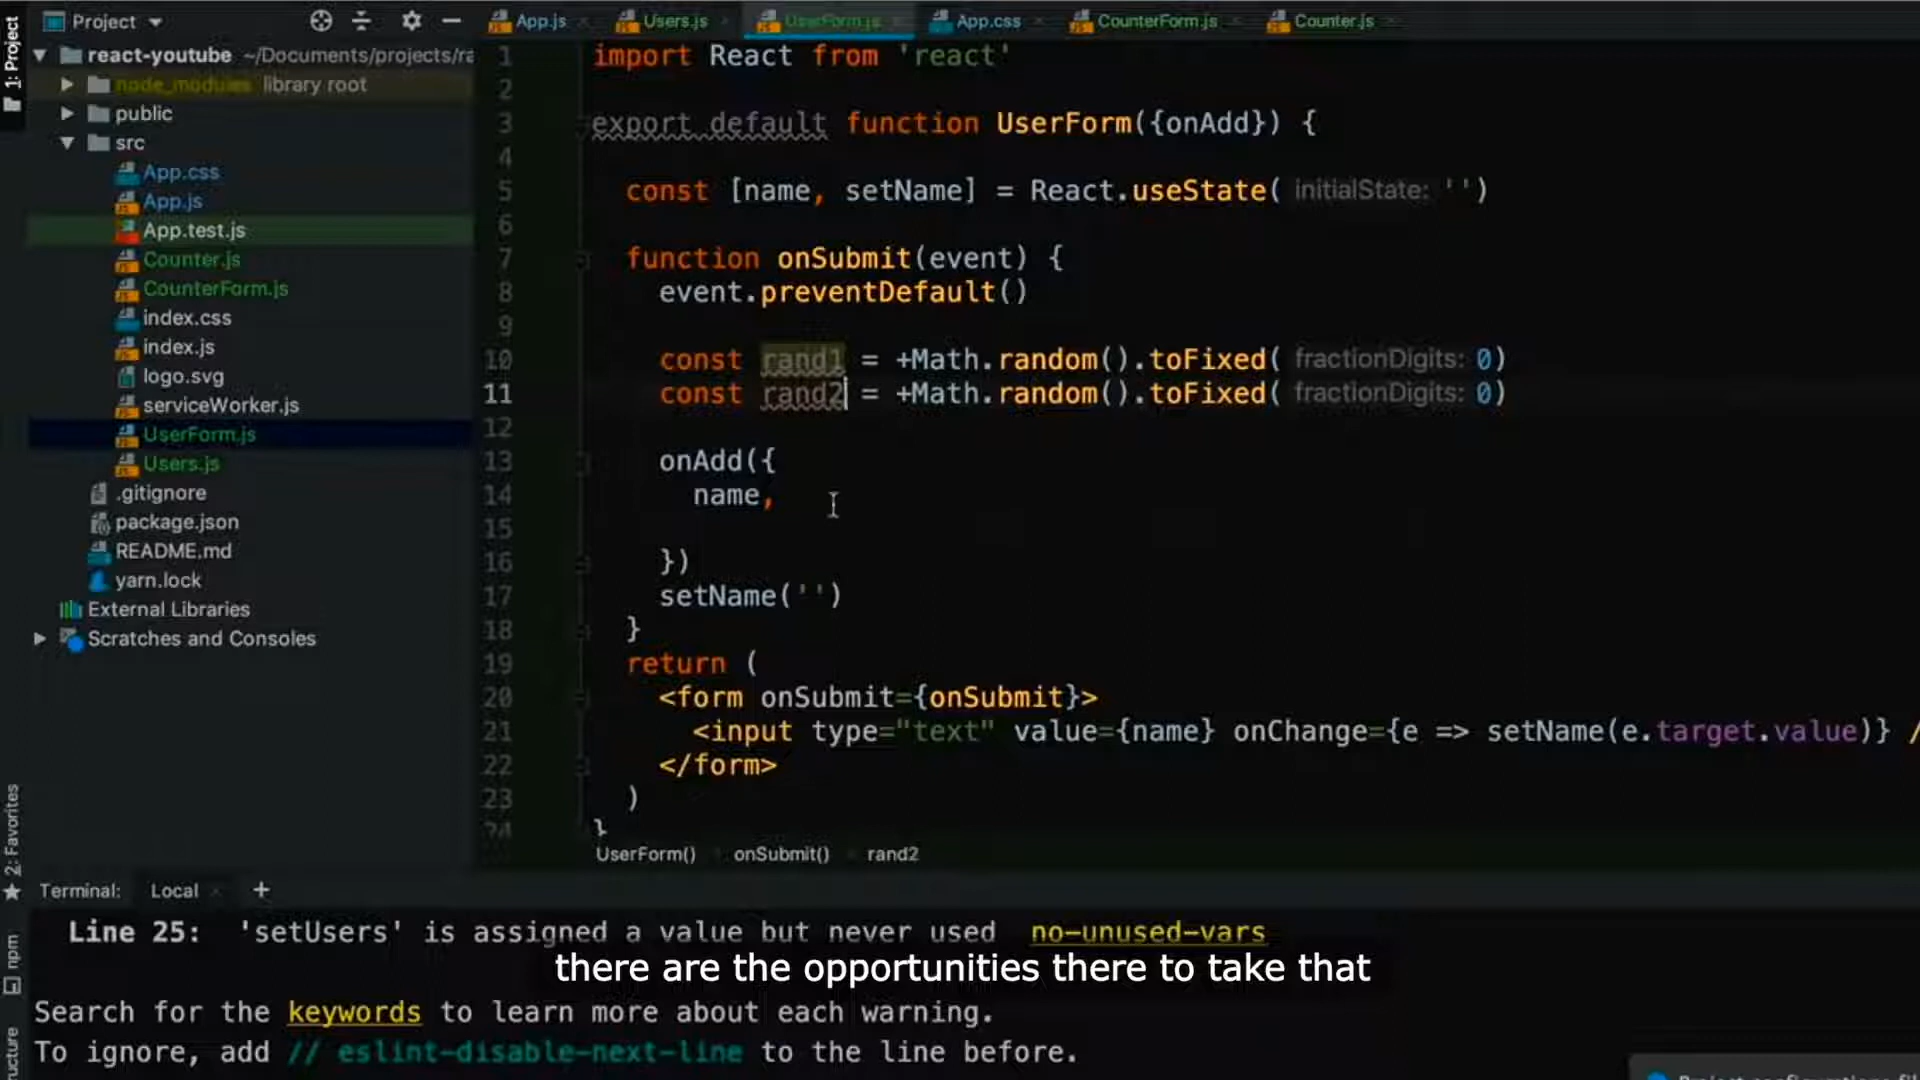 1: Project
Project
App.js
Users.js
UserForm.js
App.css
CounterForm.js
Counter.js
react-youtube ~/Documents/projects/ra
node_modules library root
public
src
App.css
App.js
App.test.js
Counter.js
CounterForm.js
index.css
index.js
logo.svg
serviceWorker.js
UserForm.js
Users.js
.gitignore
package.json
README.md
yarn.lock
External Libraries
Scratches and Consoles
1 import React from 'react'
2
3 export default function UserForm({onAdd}) {
4
5 const [name, setName] = React.useState( initialState: '')
6
7 function onSubmit(event) {
8 event.preventDefault()
9
10 const rand1 = +Math.random().toFixed( fractionDigits: 0)
11 const rand2 = +Math.random().toFixed( fractionDigits: 0)
12
13 onAdd({
14 name,
15
16 })
17 setName('')
18 }
19 return (
20 <form onSubmit={onSubmit}>
21 <input type="text" value={name} onChange={e => setName(e.target.value)} /
22 </form>
23 )
24 }
UserForm() onSubmit() rand2
2: Favorites
npm
Terminal: Local +
Line 25: 'setUsers' is assigned a value but never used no-unused-vars
there are the opportunities there to take that
Search for the keywords to learn more about each warning.
To ignore, add // eslint-disable-next-line to the line before.